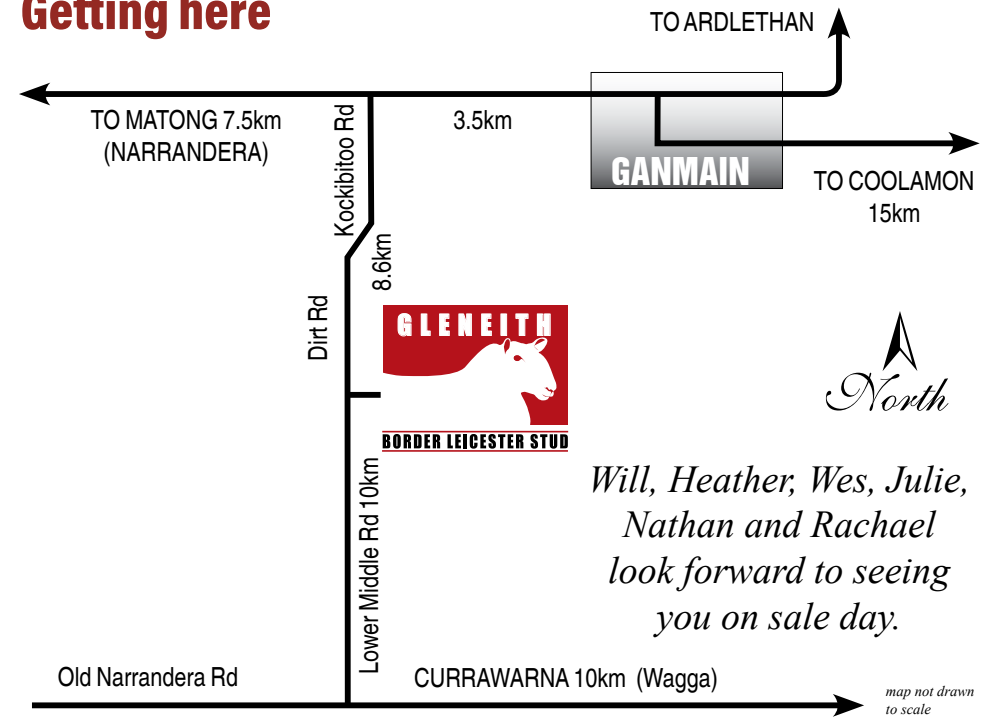 Getting here
TO ARDLETHAN
TO MATONG 7.5km
(NARRANDERA)
Kockibitoo Rd
3.5km
GANMAIN
TO COOLAMON
15km
8.6km
Dirt Rd
GLENEITH
BORDER LEICESTER STUD
North
Will, Heather, Wes, Julie,
Nathan and Rachael
look forward to seeing
you on sale day.
Lower Middle Rd 10km
Old Narrandera Rd
CURRAWARNA 10km (Wagga)
map not drawn
to scale